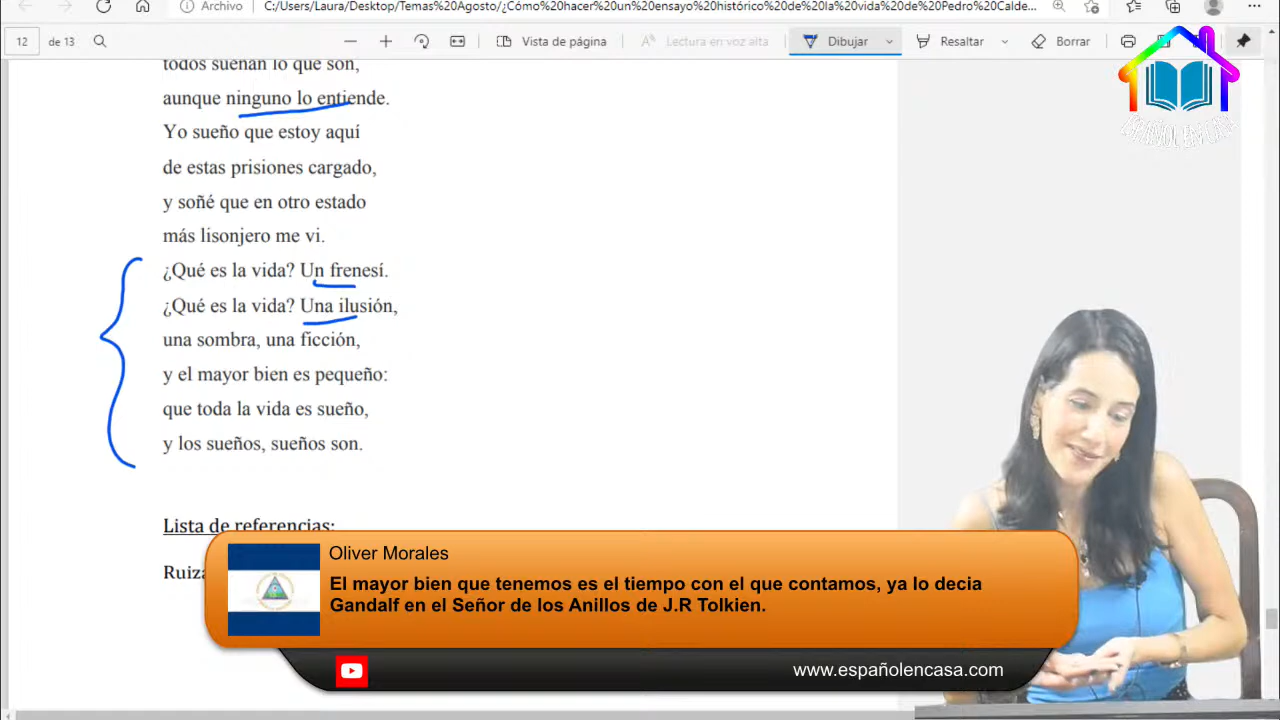 Archivo
C:/Users/Laura/Desktop/Temas%20Agosto/¿Cómo%20hacer%20un%20ensayo%20histórico%20de%20la%20vida%20de%20Pedro%20Calde...
12 de 13
Vista de página
Lectura en voz alta
Dibujar
Resaltar
Borrar
todos sueñan lo que son,
aunque ninguno lo entiende.
Yo sueño que estoy aquí
de estas prisiones cargado,
y soñé que en otro estado
más lisonjero me vi.
¿Qué es la vida? Un frenesí.
¿Qué es la vida? Una ilusión,
una sombra, una ficción,
y el mayor bien es pequeño:
que toda la vida es sueño,
y los sueños, sueños son.
Lista de referencias:
Ruiza
ESPAÑOL EN CASA
Oliver Morales
El mayor bien que tenemos es el tiempo con el que contamos, ya lo decia
Gandalf en el Señor de los Anillos de J.R Tolkien.
www.españolencasa.com